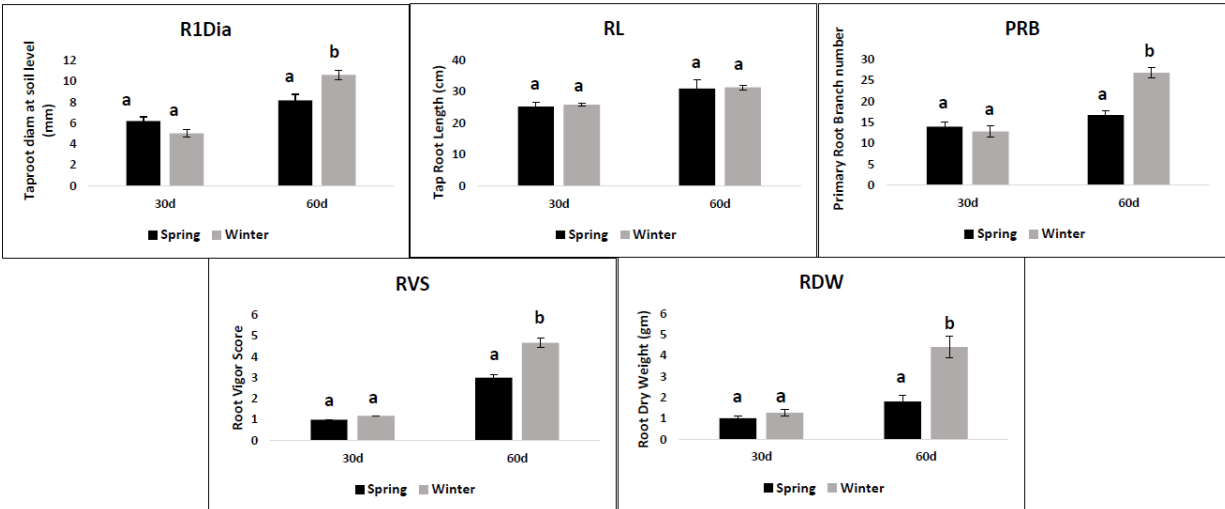 R1Dia
Taproot diam at soil level
(mm)
12
10
8
6
4
2
0
a
a
a
b
30d
60d
Spring
Winter
RL
Tap Root Length (cm)
40
30
20
10
0
a
a
a
a
30d
60d
Spring
Winter
PRB
Primary Root Branch number
30
25
20
15
10
5
0
a
a
a
b
30d
60d
Spring
Winter
RVS
Root Vigor Score
6
5
4
3
2
1
0
a
a
a
b
30d
60d
Spring
Winter
RDW
Root Dry Weight (gm)
6
5
4
3
2
1
0
a
a
a
b
30d
60d
Spring
Winter